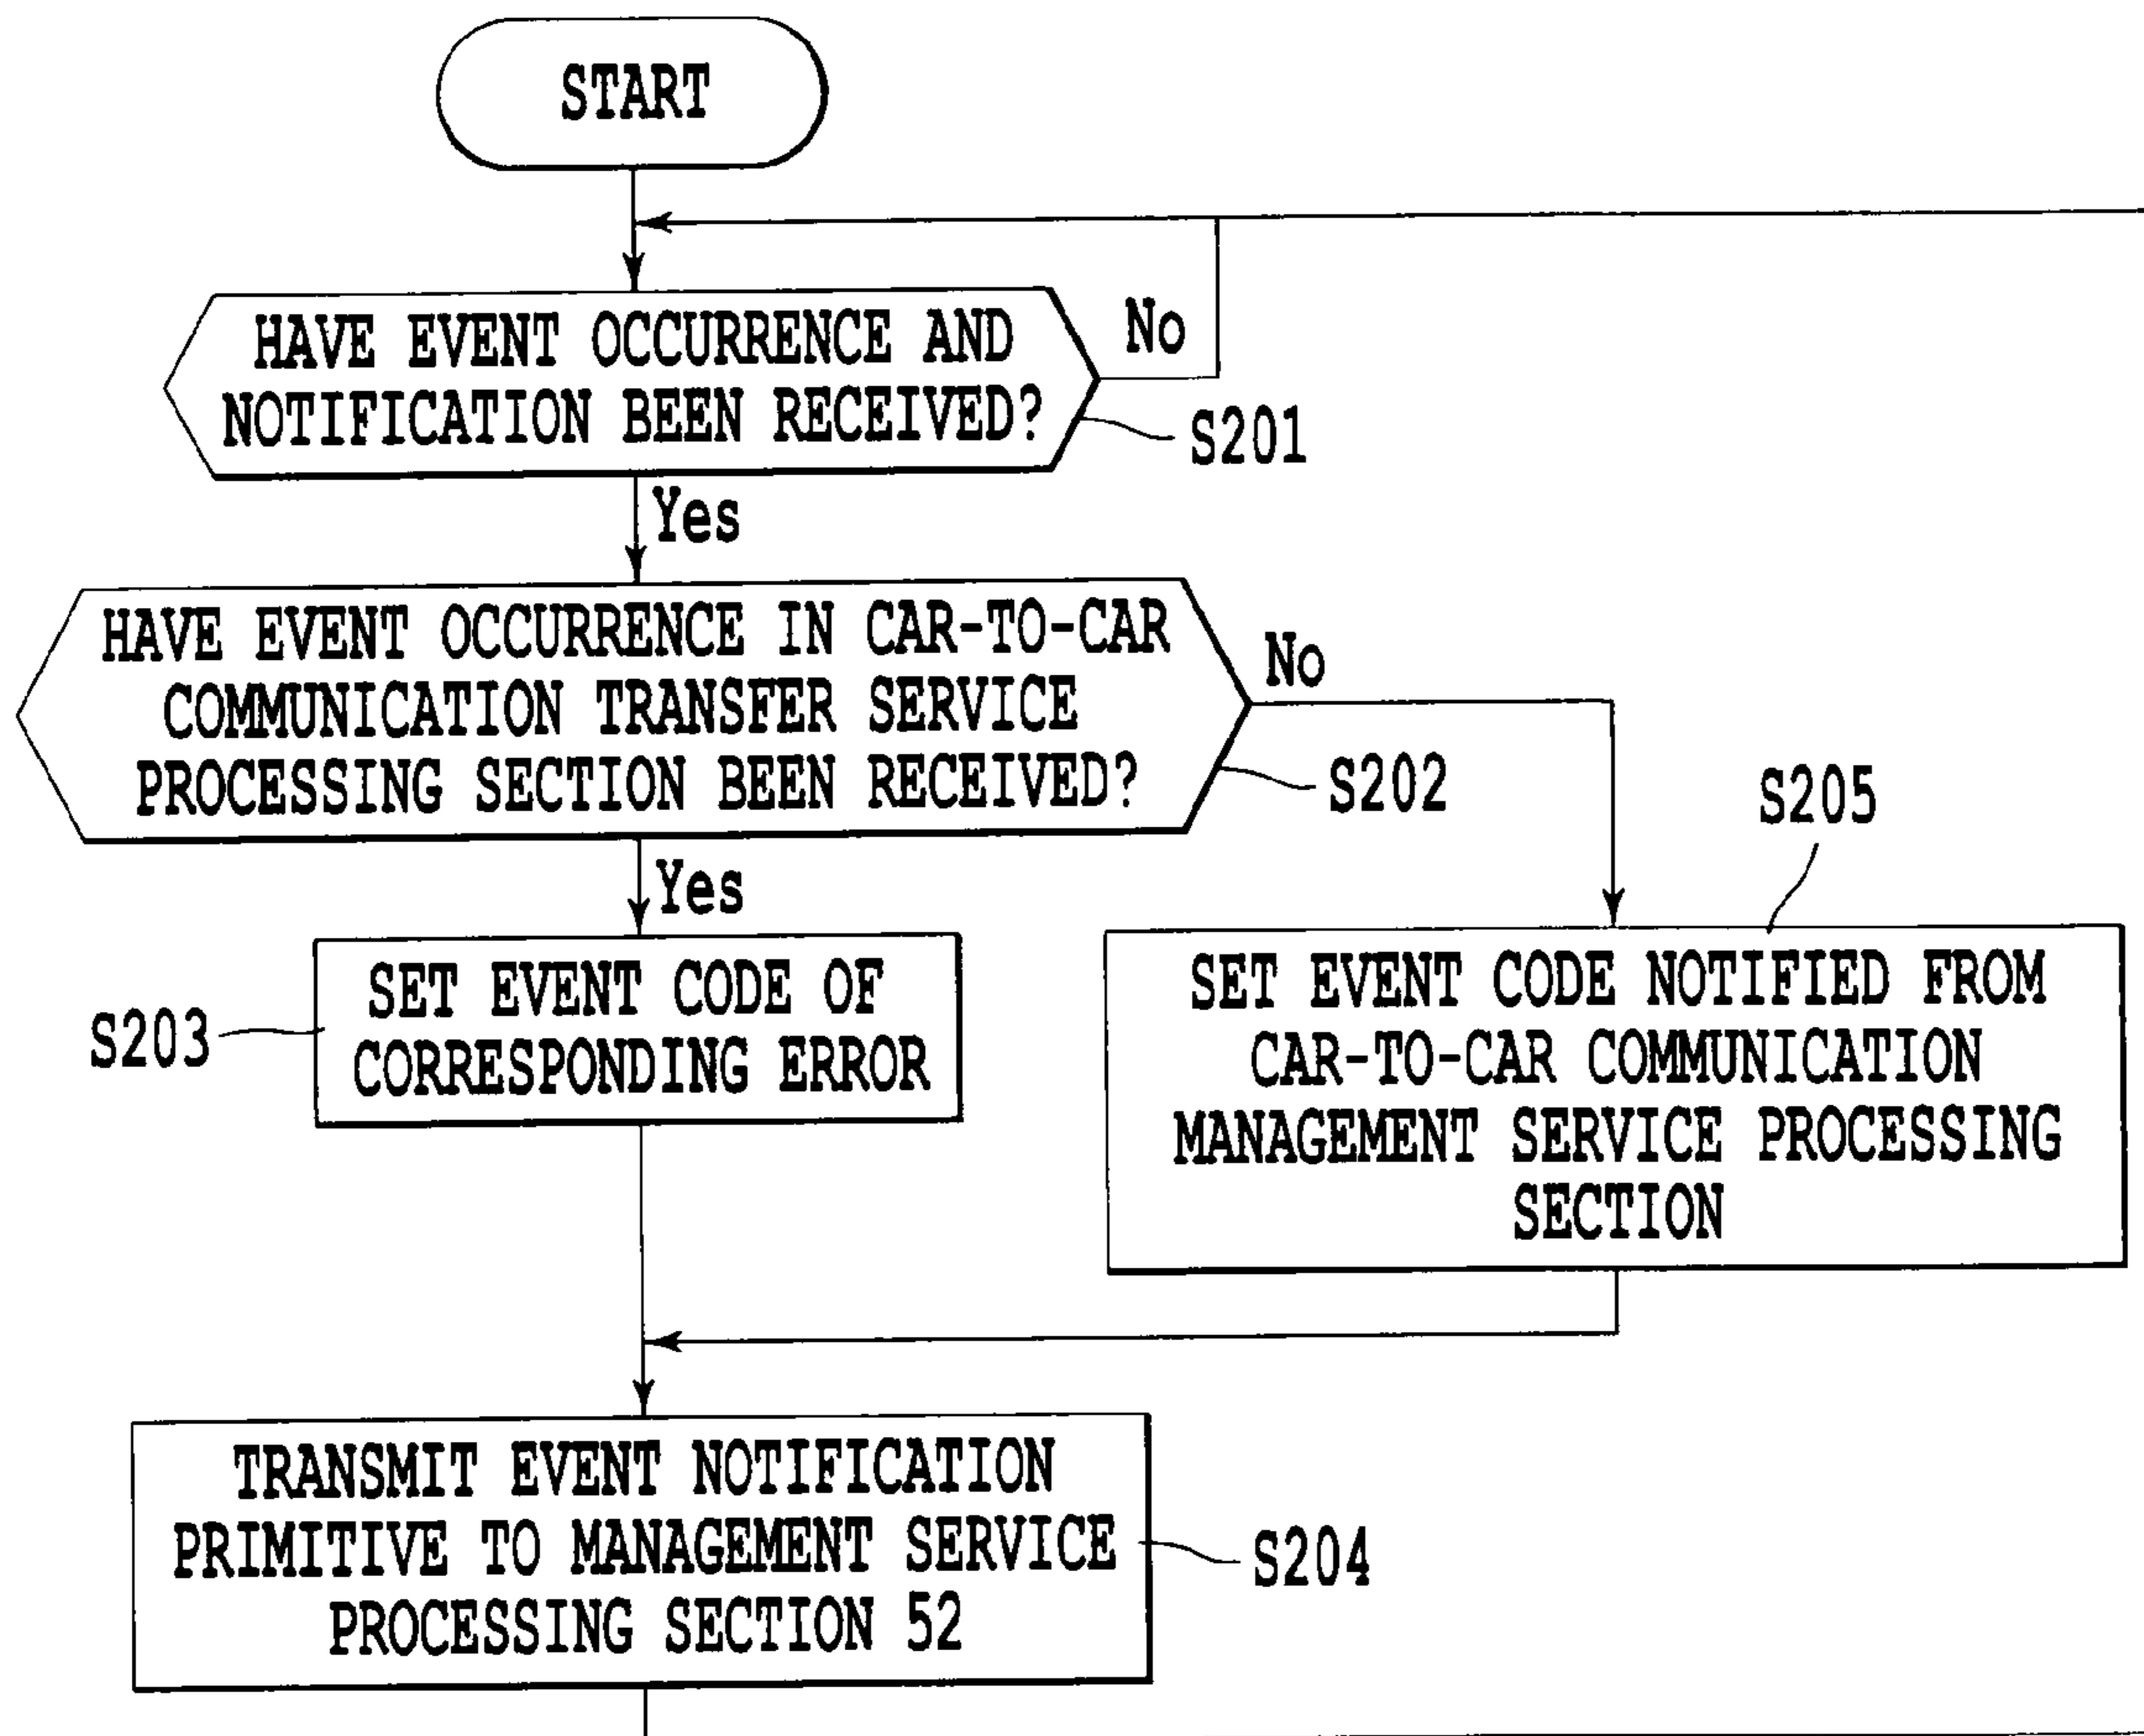 START
HAVE EVENT OCCURRENCE AND
NOTIFICATION BEEN RECEIVED?
No
S201
Yes
HAVE EVENT OCCURRENCE IN CAR-TO-CAR
COMMUNICATION TRANSFER SERVICE
PROCESSING SECTION BEEN RECEIVED?
No
S202
Yes
S205
S203
SET EVENT CODE OF
CORRESPONDING ERROR
SET EVENT CODE NOTIFIED FROM
CAR-TO-CAR COMMUNICATION
MANAGEMENT SERVICE PROCESSING
SECTION
TRANSMIT EVENT NOTIFICATION
PRIMITIVE TO MANAGEMENT SERVICE
PROCESSING SECTION 52
S204